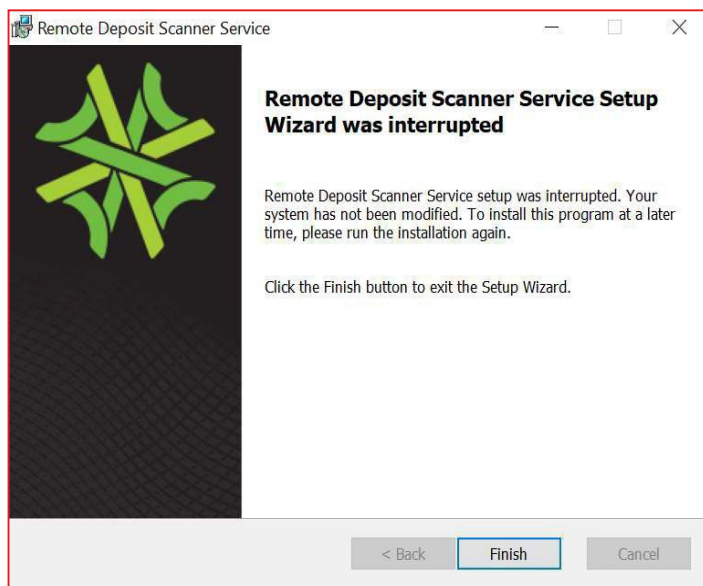 Remote Deposit Scanner Service
Remote Deposit Scanner Service Setup
Wizard was interrupted
Remote Deposit Scanner Service setup was interrupted. Your
system has not been modified. To install this program at a later
time, please run the installation again.
Click the Finish button to exit the Setup Wizard.
< Back
Finish
Cancel